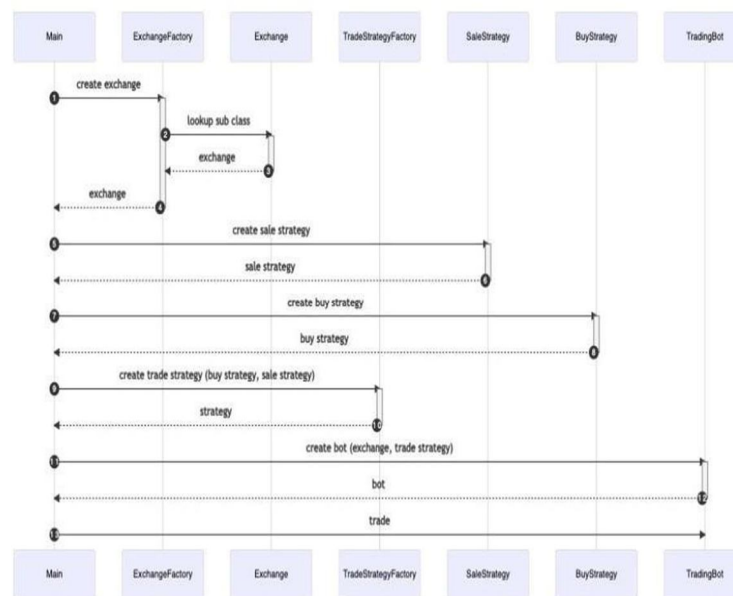 Main ExchangeFactory Exchange TradeStrategyFactory SaleStrategy BuyStrategy TradingBot
create exchange
1
lookup sub class
2
exchange
3
exchange
4
create sale strategy
5
sale strategy
6
create buy strategy
7
buy strategy
8
create trade strategy (buy strategy, sale strategy)
9
strategy
10
create bot (exchange, trade strategy)
11
bot
12
trade
13
Main ExchangeFactory Exchange TradeStrategyFactory SaleStrategy BuyStrategy TradingBot